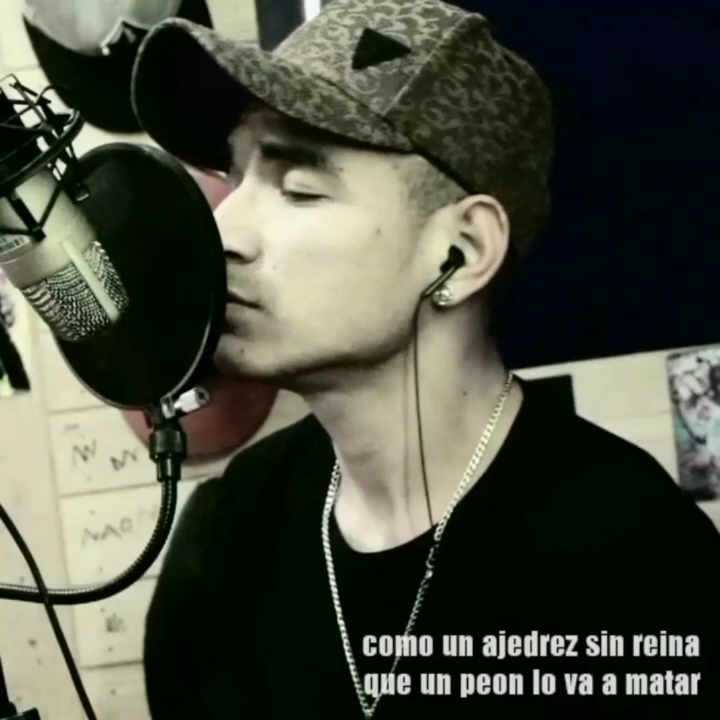 como un ajedrez sin reina
que un peon lo va a matar